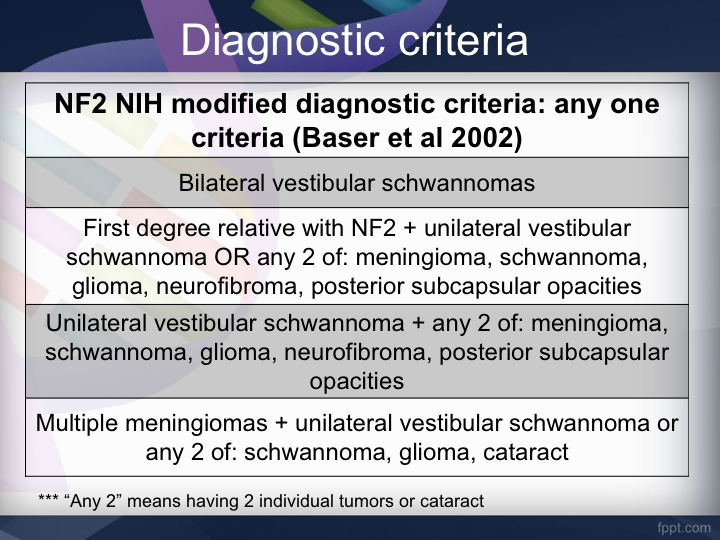 Diagnostic criteria
NF2 NIH modified diagnostic criteria: any one
criteria (Baser et al 2002)
Bilateral vestibular schwannomas
First degree relative with NF2 + unilateral vestibular
schwannoma OR any 2 of: meningioma, schwannoma,
glioma, neurofibroma, posterior subcapsular opacities
Unilateral vestibular schwannoma + any 2 of: meningioma,
schwannoma, glioma, neurofibroma, posterior subcapsular
opacities
Multiple meningiomas + unilateral vestibular schwannoma or
any 2 of: schwannoma, glioma, cataract
*** “Any 2” means having 2 individual tumors or cataract
fppt.com